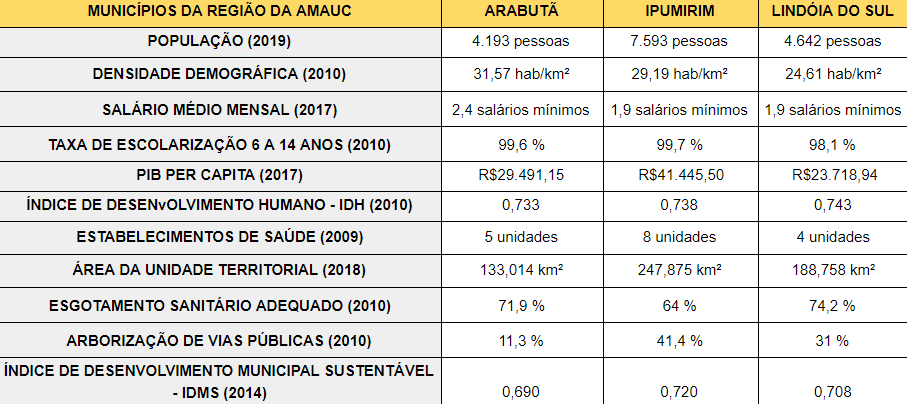 MUNICÍPIOS DA REGIÃO DA AMAUC ARABUTÃ IPUMIRIM LINDÓIA DO SUL
POPULAÇÃO (2019) 4.193 pessoas 7.593 pessoas 4.642 pessoas
DENSIDADE DEMOGRÁFICA (2010) 31,57 hab/km² 29,19 hab/km² 24,61 hab/km²
SALÁRIO MÉDIO MENSAL (2017) 2,4 salários mínimos 1,9 salários mínimos 1,9 salários mínimos
TAXA DE ESCOLARIZAÇÃO 6 A 14 ANOS (2010) 99,6 % 99,7 % 98,1 %
PIB PER CAPITA (2017) R$29.491,15 R$41.445,50 R$23.718,94
ÍNDICE DE DESENvOLVIMENTO HUMANO - IDH (2010) 0,733 0,738 0,743
ESTABELECIMENTOS DE SAÚDE (2009) 5 unidades 8 unidades 4 unidades
ÁREA DA UNIDADE TERRITORIAL (2018) 133,014 km² 247,875 km² 188,758 km²
ESGOTAMENTO SANITÁRIO ADEQUADO (2010) 71,9 % 64 % 74,2 %
ARBORIZAÇÃO DE VIAS PÚBLICAS (2010) 11,3 % 41,4 % 31 %
ÍNDICE DE DESENVOLVIMENTO MUNICIPAL SUSTENTÁVEL
- IDMS (2014) 0,690 0,720 0,708